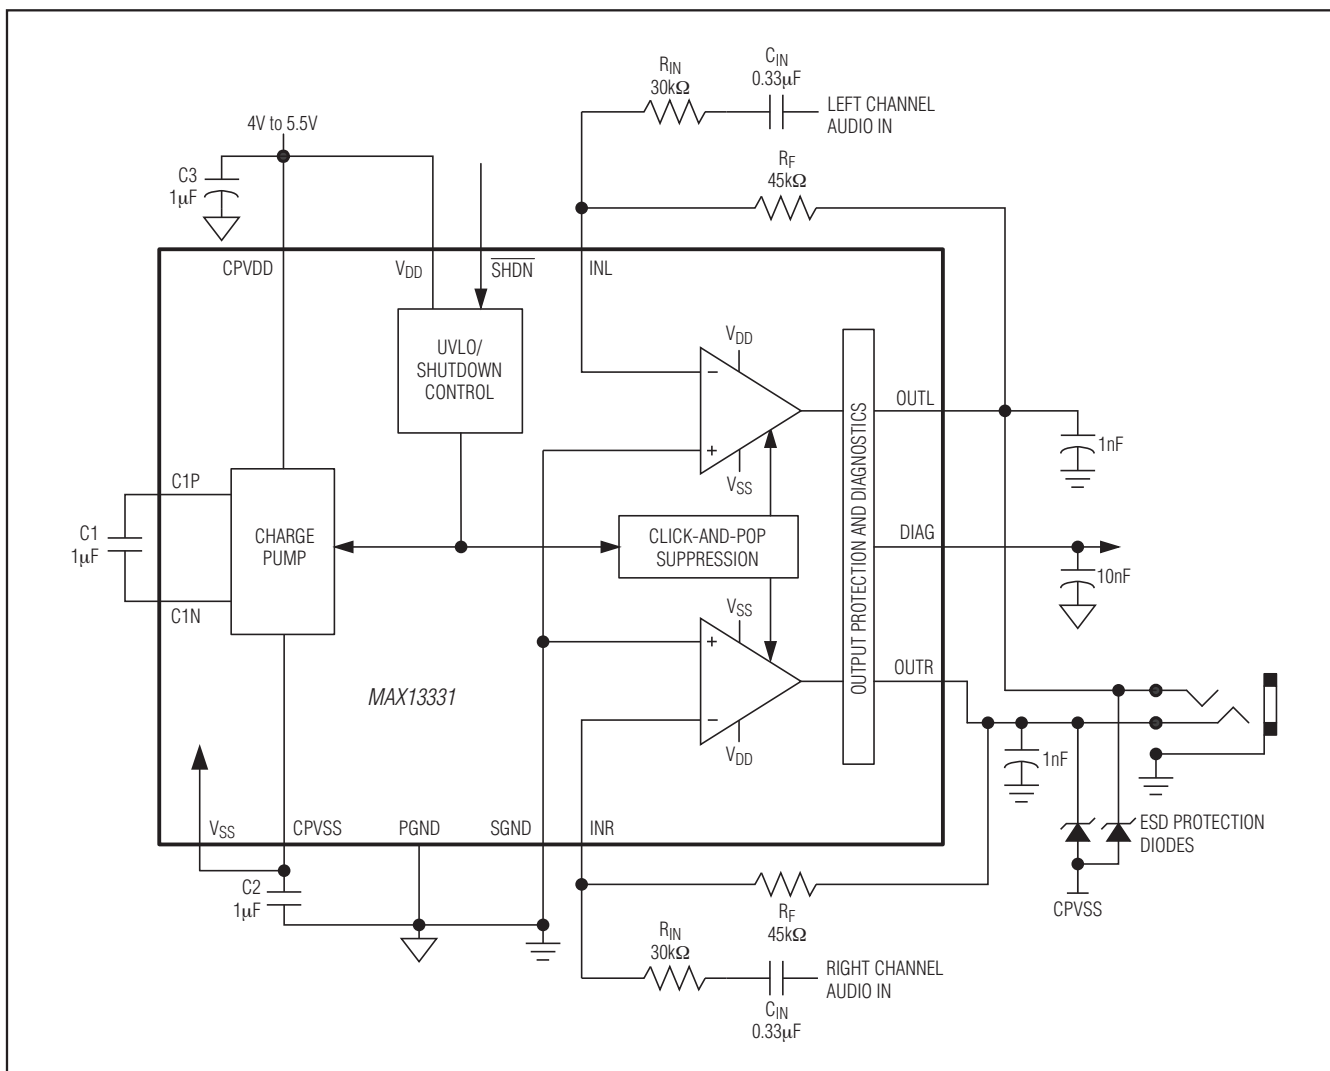 C_IN
0.33µF
R_IN
30kΩ
LEFT CHANNEL
AUDIO IN
4V to 5.5V
C3
1µF
R_F
45kΩ
CPVDD
V_DD
S̅H̅D̅N̅
INL
UVLO/
SHUTDOWN
CONTROL
V_DD
−
+
V_SS
OUTPUT PROTECTION AND DIAGNOSTICS
OUTL
1nF
C1P
C1
1µF
C1N
CHARGE
PUMP
CLICK-AND-POP
SUPPRESSION
DIAG
10nF
V_SS
+
−
V_DD
OUTR
MAX13331
1nF
V_SS
CPVSS
PGND
SGND
INR
ESD PROTECTION
DIODES
CPVSS
C2
1µF
R_F
45kΩ
R_IN
30kΩ
RIGHT CHANNEL
AUDIO IN
C_IN
0.33µF